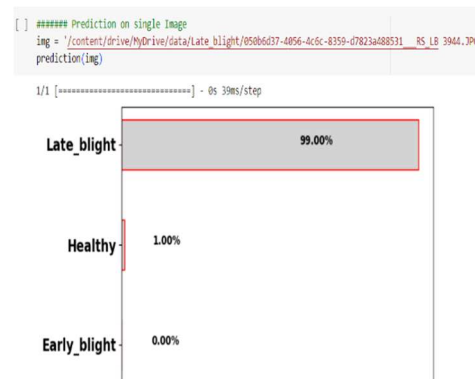 [ ] ####### Prediction on single Image
img = '/content/drive/MyDrive/data/Late_blight/050b6d37-4056-4c6c-8359-d7823a488531___RS_LB 3944.JPG
prediction(img)
1/1 [==============================] - 0s 39ms/step
Late_blight 99.00%
Healthy 1.00%
Early_blight 0.00%